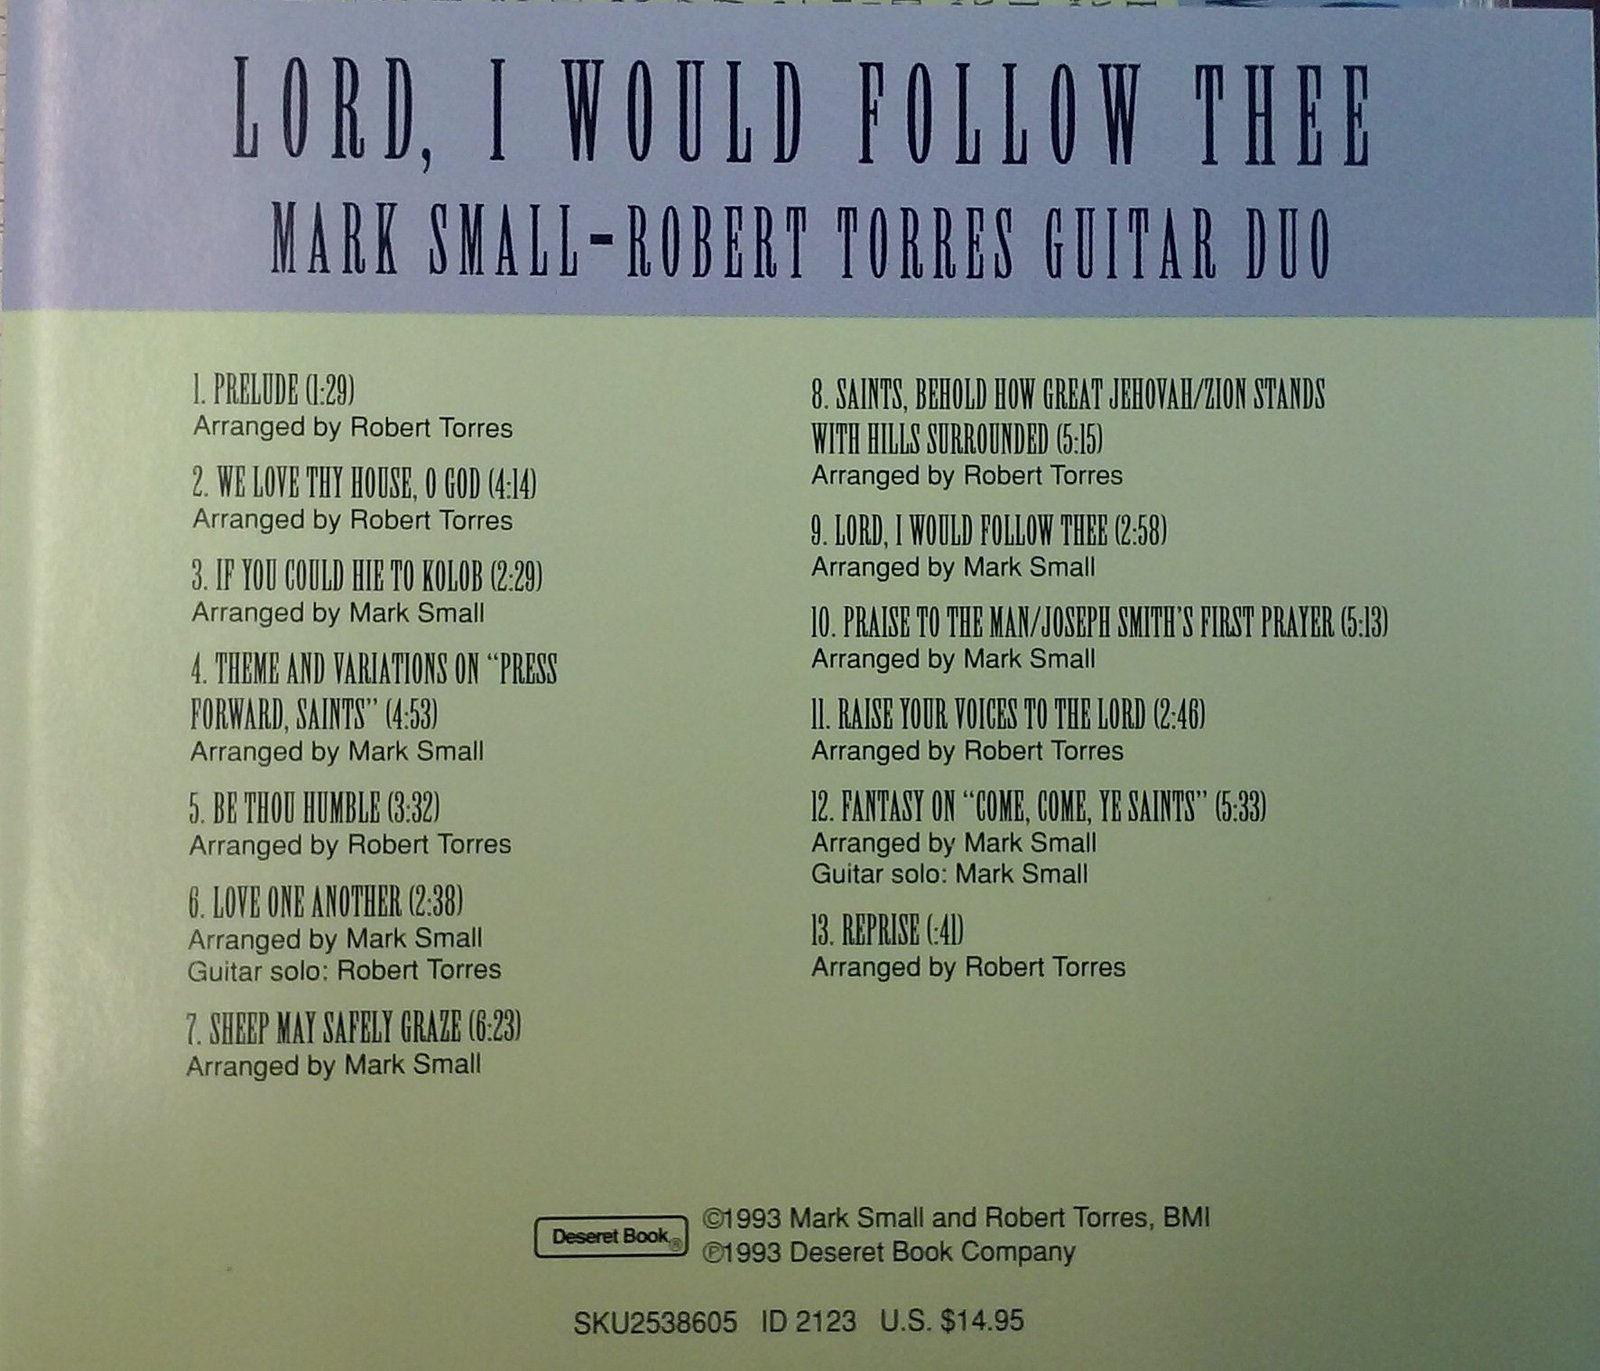 LORD, I WOULD FOLLOW THEE
MARK SMALL-ROBERT TORRES GUITAR DUO
1. PRELUDE (1:29)
Arranged by Robert Torres
2. WE LOVE THY HOUSE, O GOD (4:14)
Arranged by Robert Torres
3. IF YOU COULD HIE TO KOLOB (2:29)
Arranged by Mark Small
4. THEME AND VARIATIONS ON “PRESS
FORWARD, SAINTS” (4:53)
Arranged by Mark Small
5. BE THOU HUMBLE (3:32)
Arranged by Robert Torres
6. LOVE ONE ANOTHER (2:38)
Arranged by Mark Small
Guitar solo: Robert Torres
7. SHEEP MAY SAFELY GRAZE (6:23)
Arranged by Mark Small
8. SAINTS, BEHOLD HOW GREAT JEHOVAH/ZION STANDS
WITH HILLS SURROUNDED (5:15)
Arranged by Robert Torres
9. LORD, I WOULD FOLLOW THEE (2:58)
Arranged by Mark Small
10. PRAISE TO THE MAN/JOSEPH SMITH'S FIRST PRAYER (5:13)
Arranged by Mark Small
11. RAISE YOUR VOICES TO THE LORD (2:46)
Arranged by Robert Torres
12. FANTASY ON “COME, COME, YE SAINTS” (5:33)
Arranged by Mark Small
Guitar solo: Mark Small
13. REPRISE (:41)
Arranged by Robert Torres
Deseret Book®
©1993 Mark Small and Robert Torres, BMI
℗1993 Deseret Book Company
SKU2538605 ID 2123 U.S. $14.95